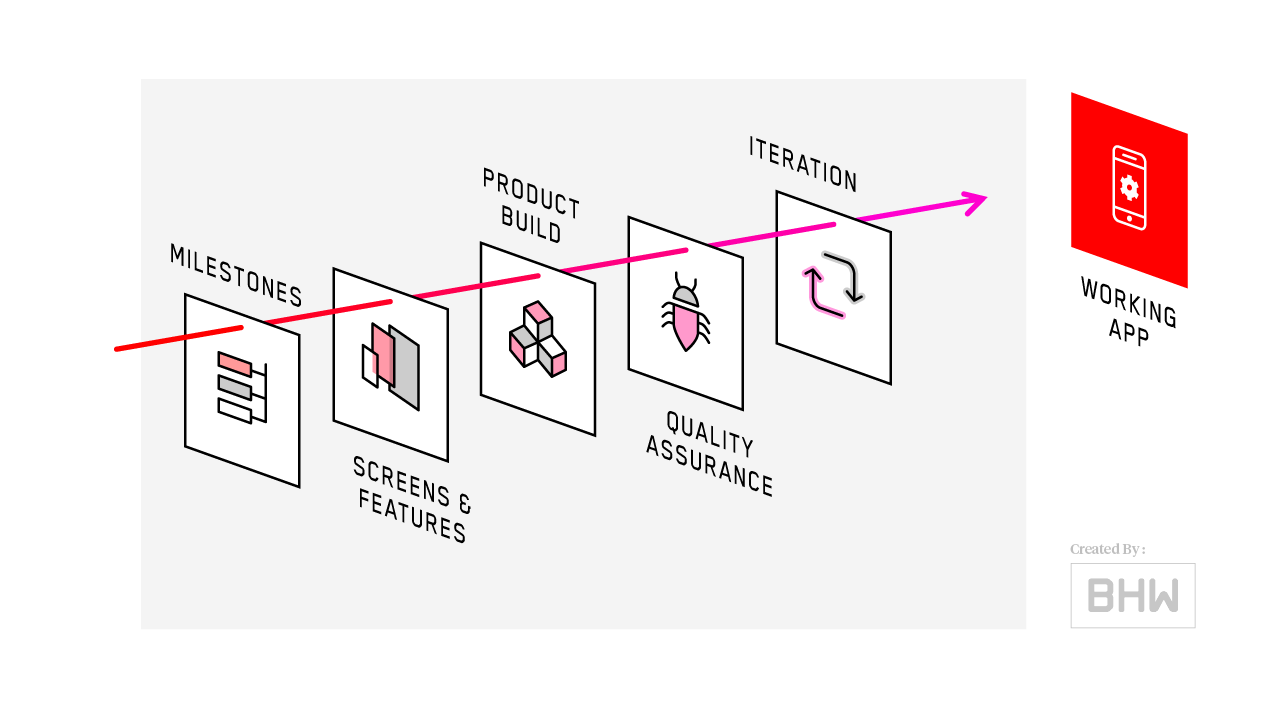 MILESTONES
SCREENS &
FEATURES
PRODUCT
BUILD
QUALITY
ASSURANCE
ITERATION
WORKING
APP
Created By :
BHW